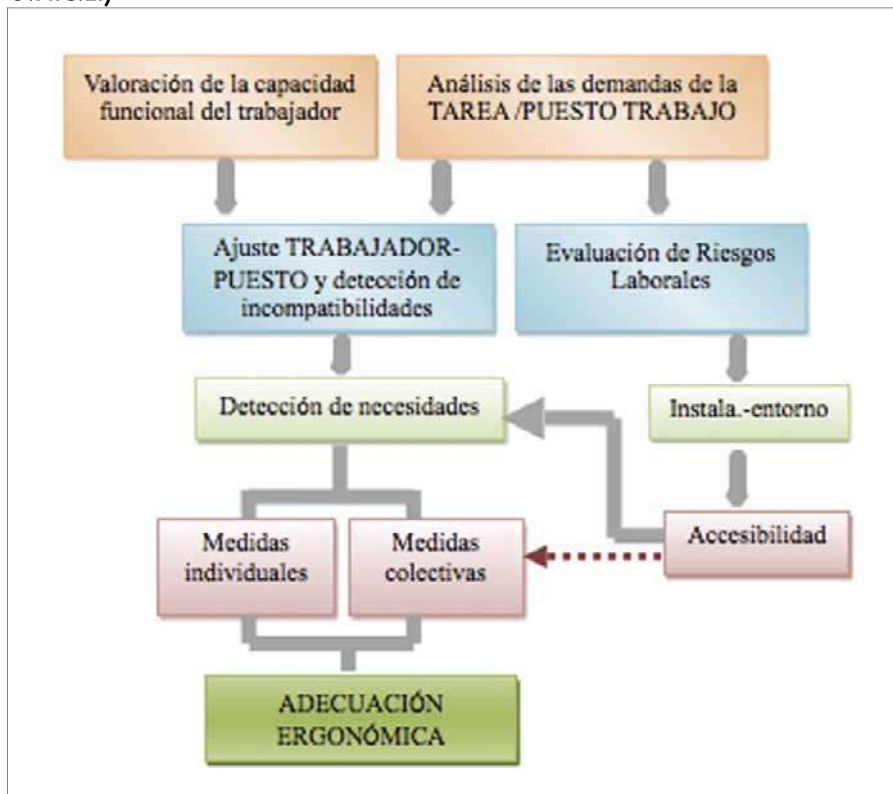 Valoración de la capacidad
funcional del trabajador
Análisis de las demandas de la
TAREA /PUESTO TRABAJO
Ajuste TRABAJADOR-
PUESTO y detección de
incompatibilidades
Evaluación de Riesgos
Laborales
Detección de necesidades
Instala.-entorno
Medidas
individuales
Medidas
colectivas
Accesibilidad
ADECUACIÓN
ERGONÓMICA